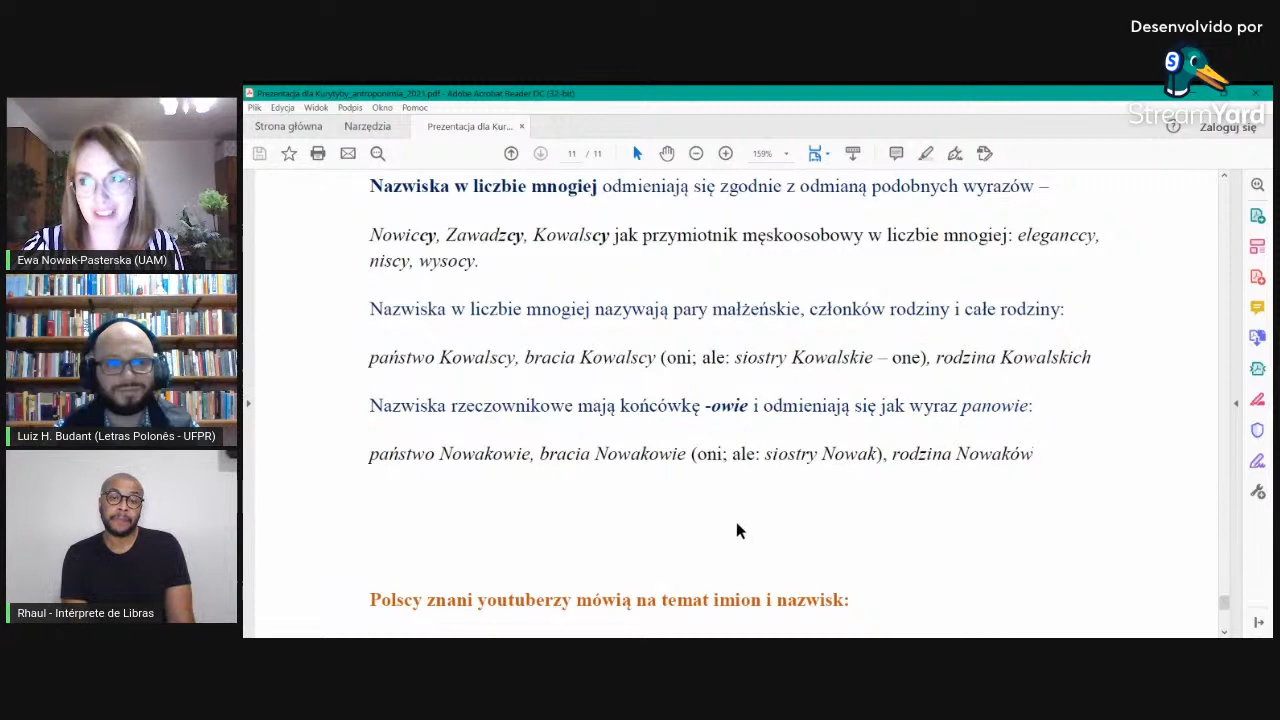 Desenvolvido por
StreamYard
Prezentacja dla Kurytyby_antroponimia_2021.pdf - Adobe Acrobat Reader DC (32-bit)
Plik Edycja Widok Podpis Okno Pomoc
Strona główna Narzędzia Prezentacja dla Kur... × Zaloguj się
11 / 11 159%
Nazwiska w liczbie mnogiej odmieniają się zgodnie z odmianą podobnych wyrazów –
Nowiccy, Zawadzcy, Kowalscy jak przymiotnik męskoosobowy w liczbie mnogiej: eleganccy,
niscy, wysocy.
Nazwiska w liczbie mnogiej nazywają pary małżeńskie, członków rodziny i całe rodziny:
państwo Kowalscy, bracia Kowalscy (oni; ale: siostry Kowalskie – one), rodzina Kowalskich
Nazwiska rzeczownikowe mają końcówkę -owie i odmieniają się jak wyraz panowie:
państwo Nowakowie, bracia Nowakowie (oni; ale: siostry Nowak), rodzina Nowaków
Polscy znani youtuberzy mówią na temat imion i nazwisk:
Ewa Nowak-Pasterska (UAM)
Luiz H. Budant (Letras Polonês - UFPR)
Rhaul - Intérprete de Libras